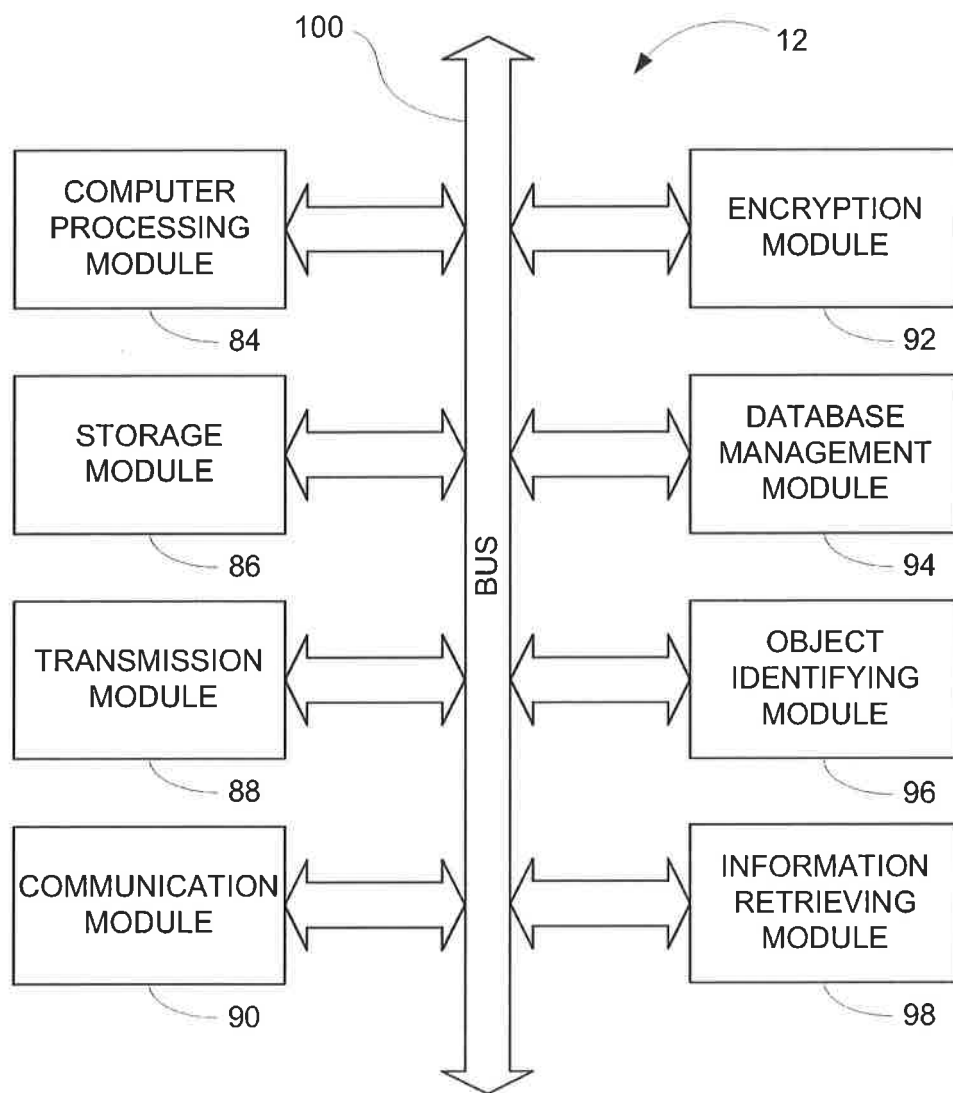 100
12
COMPUTER
PROCESSING
MODULE
84
ENCRYPTION
MODULE
92
STORAGE
MODULE
86
DATABASE
MANAGEMENT
MODULE
94
BUS
TRANSMISSION
MODULE
88
OBJECT
IDENTIFYING
MODULE
96
COMMUNICATION
MODULE
90
INFORMATION
RETRIEVING
MODULE
98